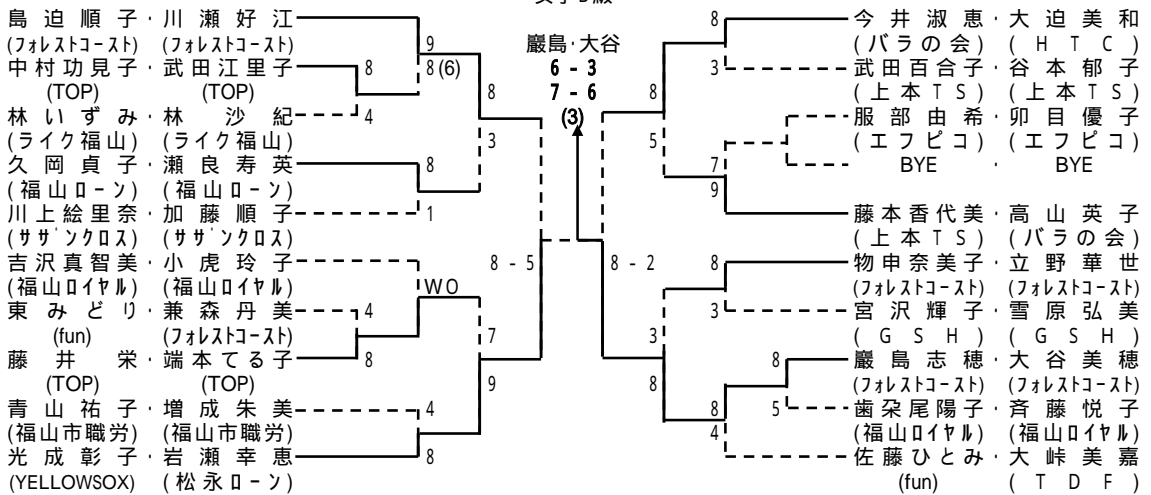 女子D級
島迫順子・川瀬好江
(フォレストコースト) (フォレストコースト)
中村功見子・武田江里子
(TOP) (TOP)
林いずみ・林 沙紀
(ライク福山) (ライク福山)
久岡貞子・瀬良寿英
(福山ローン) (福山ローン)
川上絵里奈・加藤順子
(サザンクロス) (サザンクロス)
吉沢真智美・小虎玲子
(福山ロイヤル) (福山ロイヤル)
東みどり・兼森丹美
(fun) (フォレストコースト)
藤井 栄・端本てる子
(TOP) (TOP)
青山祐子・増成朱美
(福山市職労) (福山市職労)
光成彰子・岩瀬幸恵
(YELLOWSOX) (松永ローン)
9
8
8(6)
4
8
3
8
1
8 - 5
WO
4
8
7
9
4
8
巖島・大谷
6 - 3
7 - 6
(3)
8
3
8
5
7
9
8 - 2
8
3
3
8
8
5
8
4
今井淑恵・大迫美和
(バラの会) (HTC)
武田百合子・谷本郁子
(上本TS) (上本TS)
服部由希・卯目優子
(エフピコ) (エフピコ)
BYE ・ BYE
藤本香代美・高山英子
(上本TS) (バラの会)
物申奈美子・立野華世
(フォレストコースト) (フォレストコースト)
宮沢輝子・雪原弘美
(GSH) (GSH)
巖島志穂・大谷美穂
(フォレストコースト) (フォレストコースト)
歯朶尾陽子・斉藤悦子
(福山ロイヤル) (福山ロイヤル)
佐藤ひとみ・大峠美嘉
(fun) (TDF)